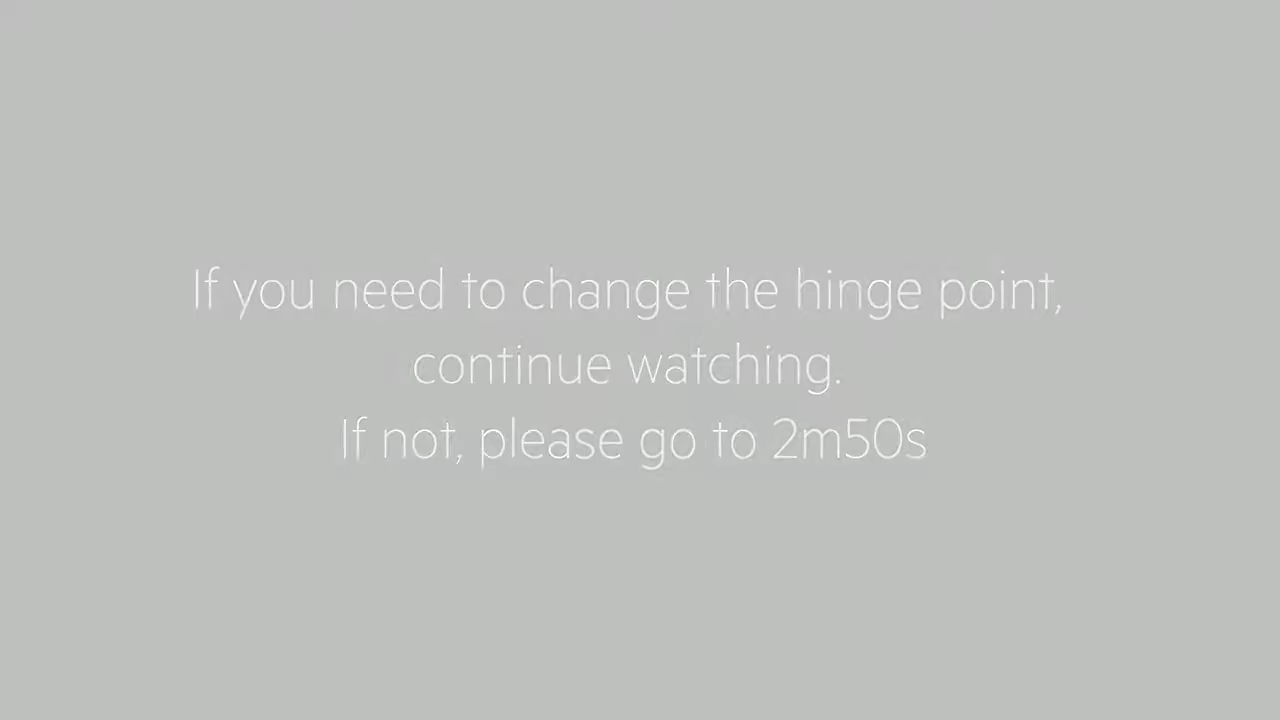 If you need to change the hinge point,
continue watching.
If not, please go to 2m50s